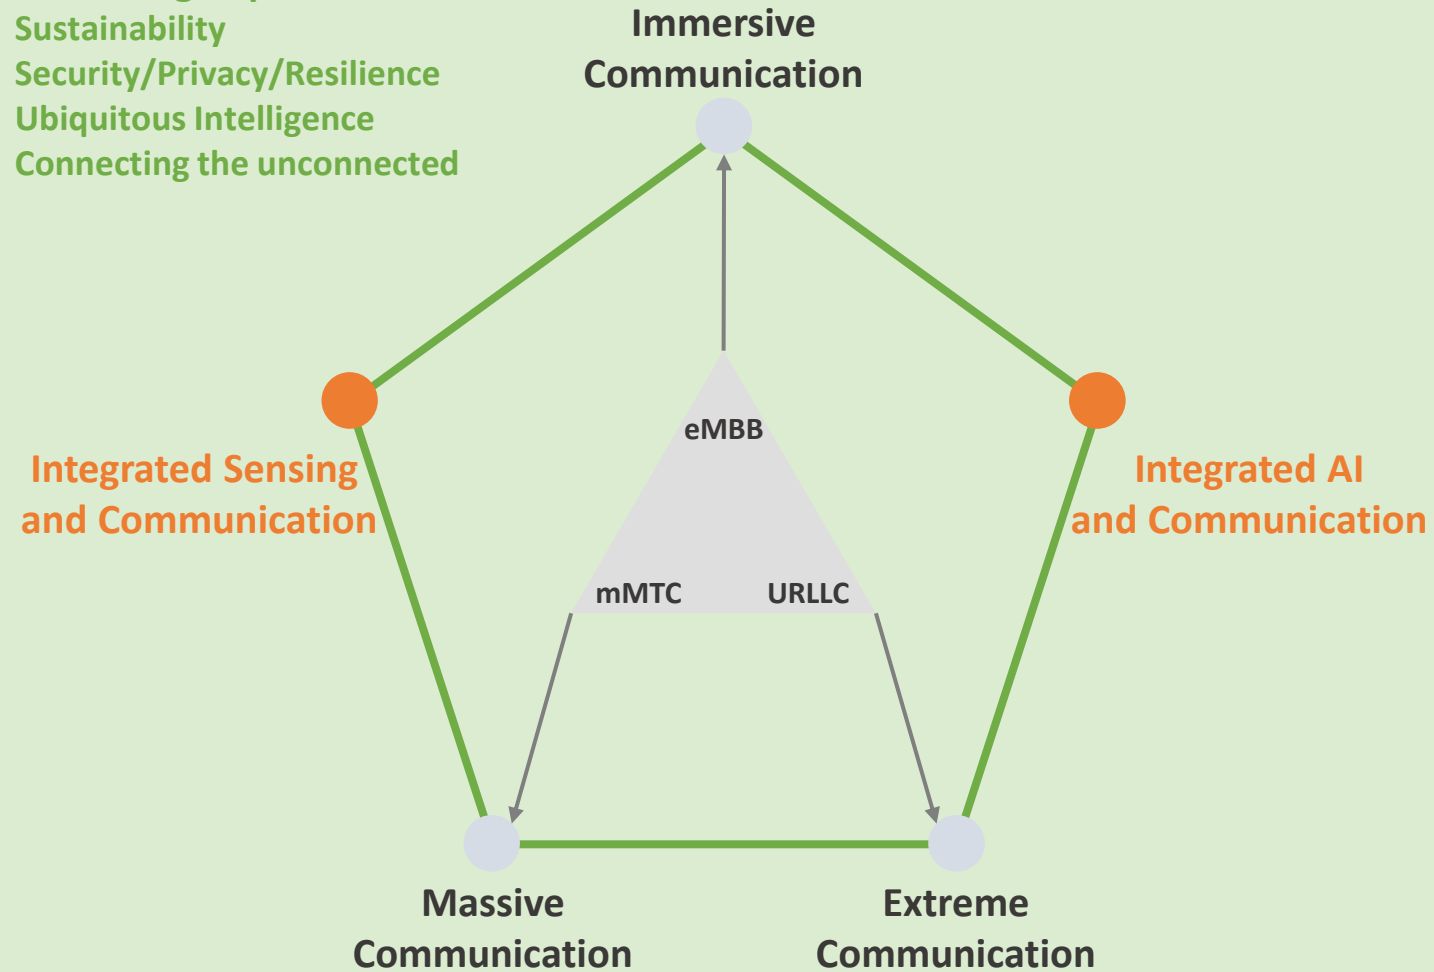 Sustainability
Security/Privacy/Resilience
Ubiquitous Intelligence
Connecting the unconnected
Immersive
Communication
eMBB
Integrated Sensing
and Communication
Integrated AI
and Communication
mMTC
URLLC
Massive
Communication
Extreme
Communication